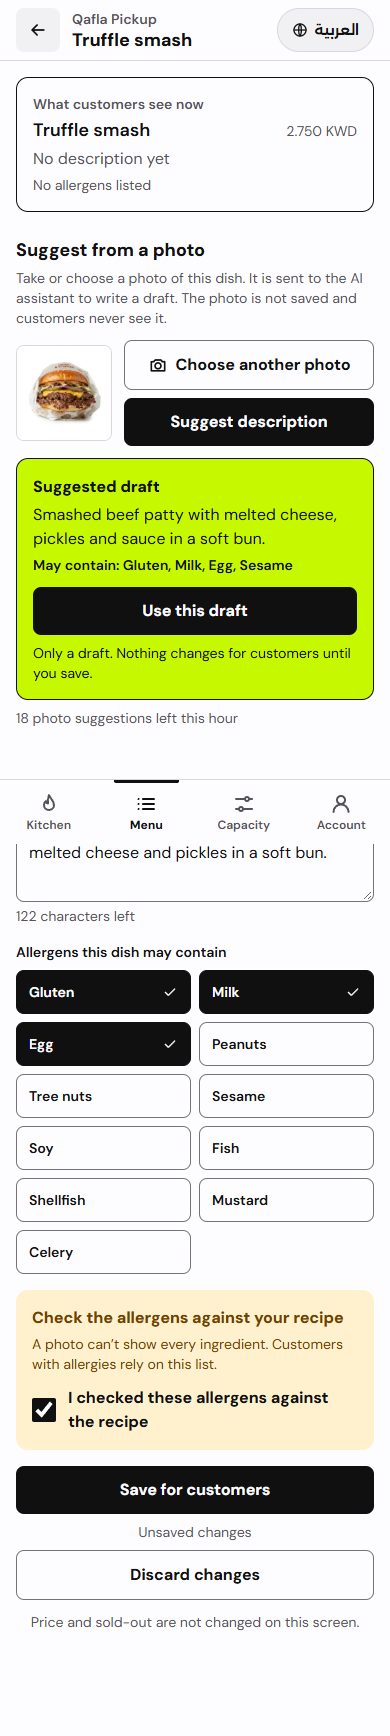 Qafla Pickup
Truffle smash
العربية
What customers see now
Truffle smash
2.750 KWD
No description yet
No allergens listed
Suggest from a photo
Take or choose a photo of this dish. It is sent to the AI
assistant to write a draft. The photo is not saved and
customers never see it.
Choose another photo
Suggest description
Suggested draft
Smashed beef patty with melted cheese,
pickles and sauce in a soft bun.
May contain: Gluten, Milk, Egg, Sesame
Use this draft
Only a draft. Nothing changes for customers until
you save.
18 photo suggestions left this hour
Kitchen
Menu
Capacity
Account
melted cheese and pickles in a soft bun.
122 characters left
Allergens this dish may contain
Gluten
Milk
Egg
Peanuts
Tree nuts
Sesame
Soy
Fish
Shellfish
Mustard
Celery
Check the allergens against your recipe
A photo can’t show every ingredient. Customers
with allergies rely on this list.
I checked these allergens against
the recipe
Save for customers
Unsaved changes
Discard changes
Price and sold-out are not changed on this screen.